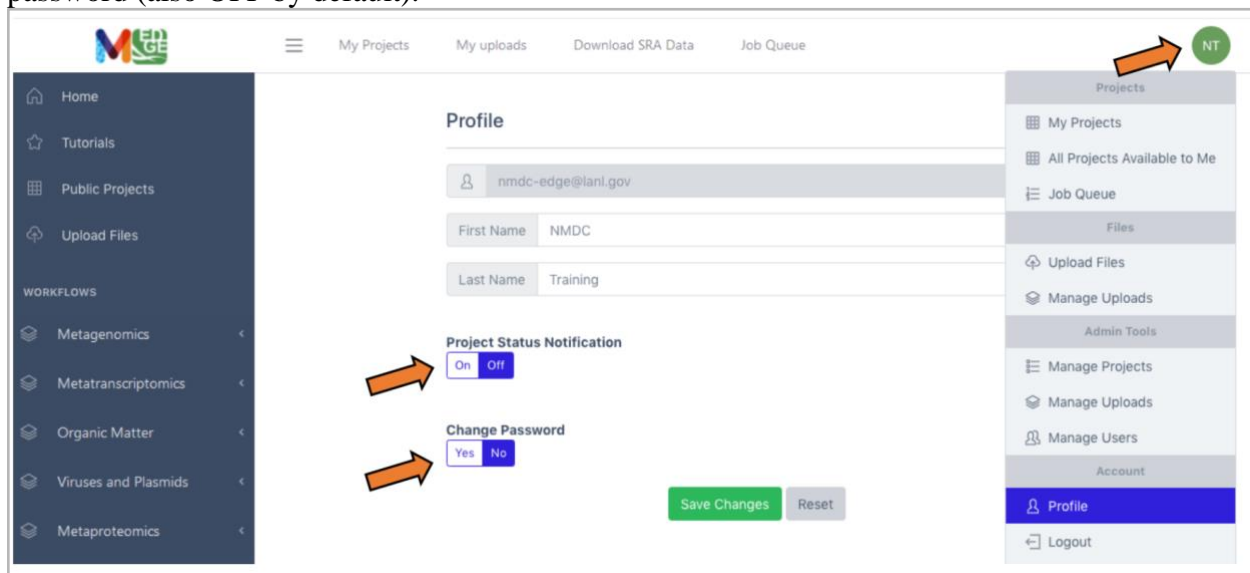 password (also OFF by default).
M ED GE
My Projects
My uploads
Download SRA Data
Job Queue
NT
Home
Tutorials
Public Projects
Upload Files
WORKFLOWS
Metagenomics
Metatranscriptomics
Organic Matter
Viruses and Plasmids
Metaproteomics
Profile
nmdc-edge@lanl.gov
First Name NMDC
Last Name Training
Project Status Notification
On Off
Change Password
Yes No
Save Changes Reset
Projects
My Projects
All Projects Available to Me
Job Queue
Files
Upload Files
Manage Uploads
Admin Tools
Manage Projects
Manage Uploads
Manage Users
Account
Profile
Logout